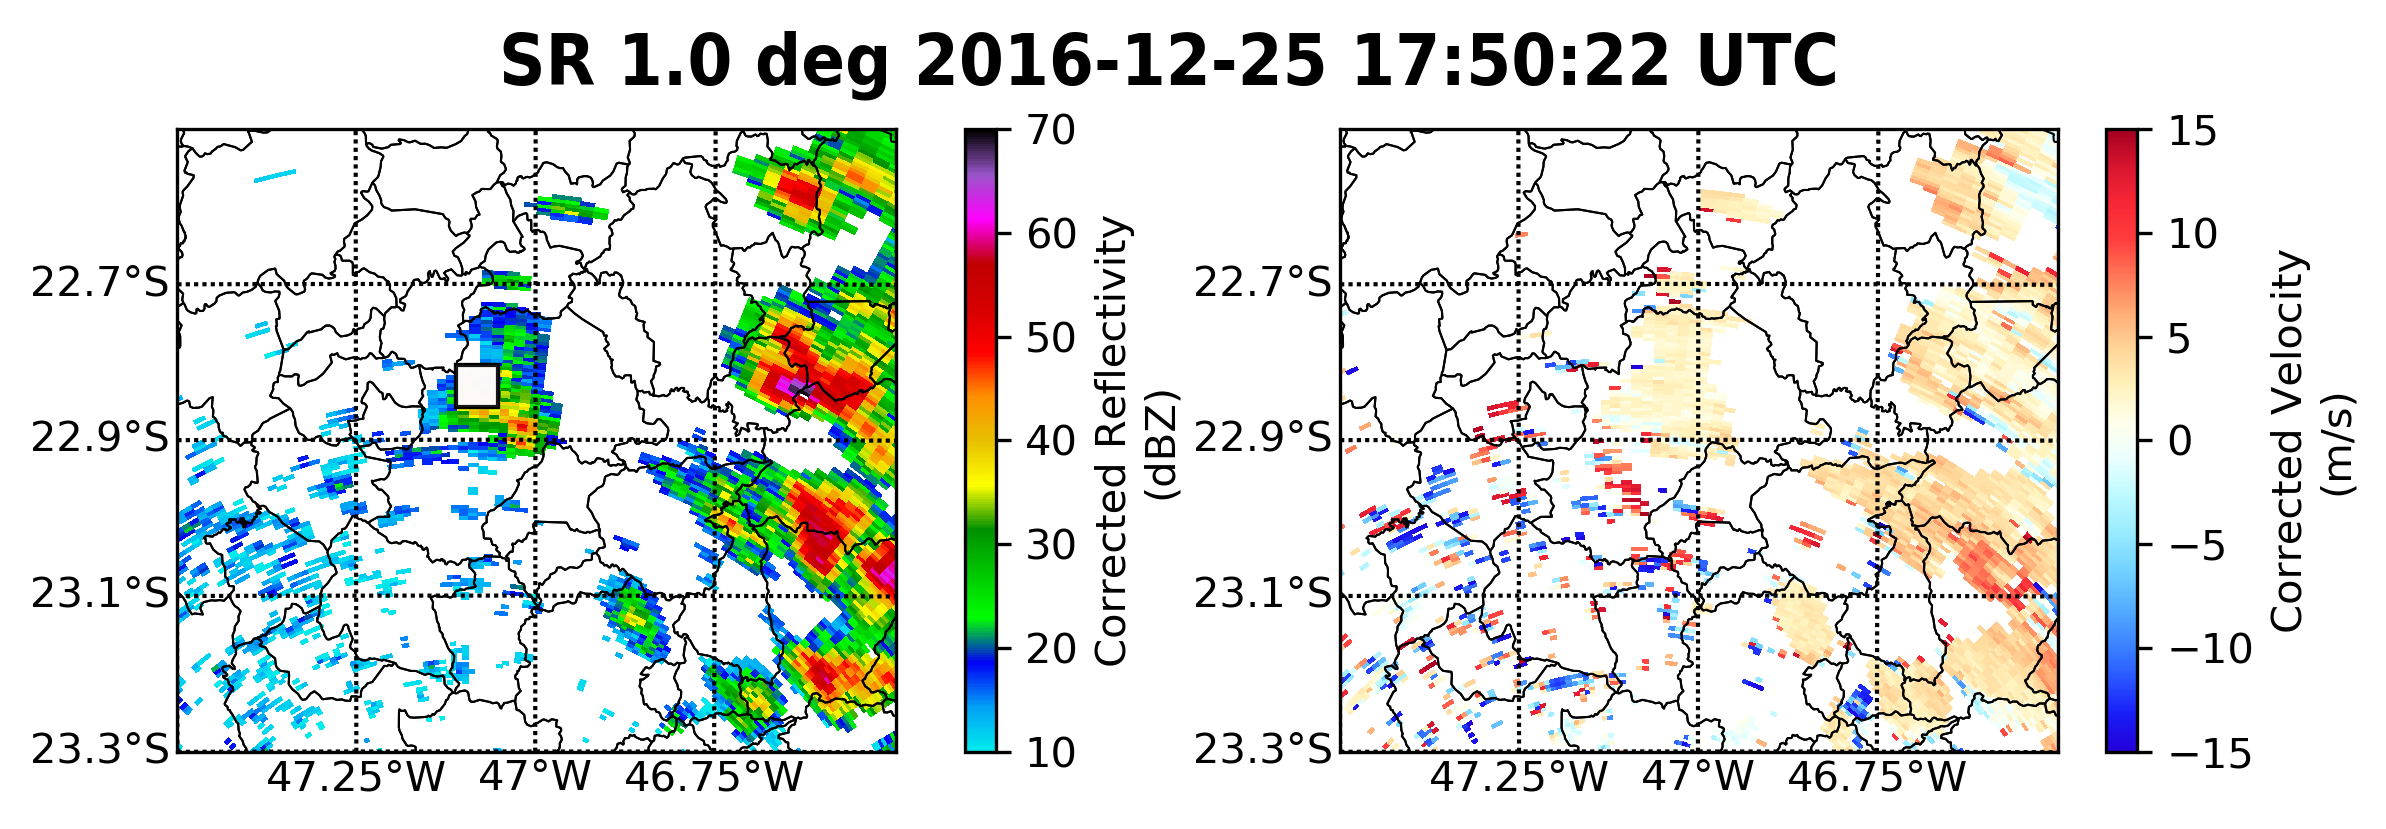 SR 1.0 deg 2016-12-25 17:50:22 UTC
22.7°S
22.9°S
23.1°S
23.3°S
47.25°W
47°W
46.75°W
70
60
50
40
30
20
10
Corrected Reflectivity
(dBZ)
22.7°S
22.9°S
23.1°S
23.3°S
47.25°W
47°W
46.75°W
15
10
5
0
−5
−10
−15
Corrected Velocity
(m/s)